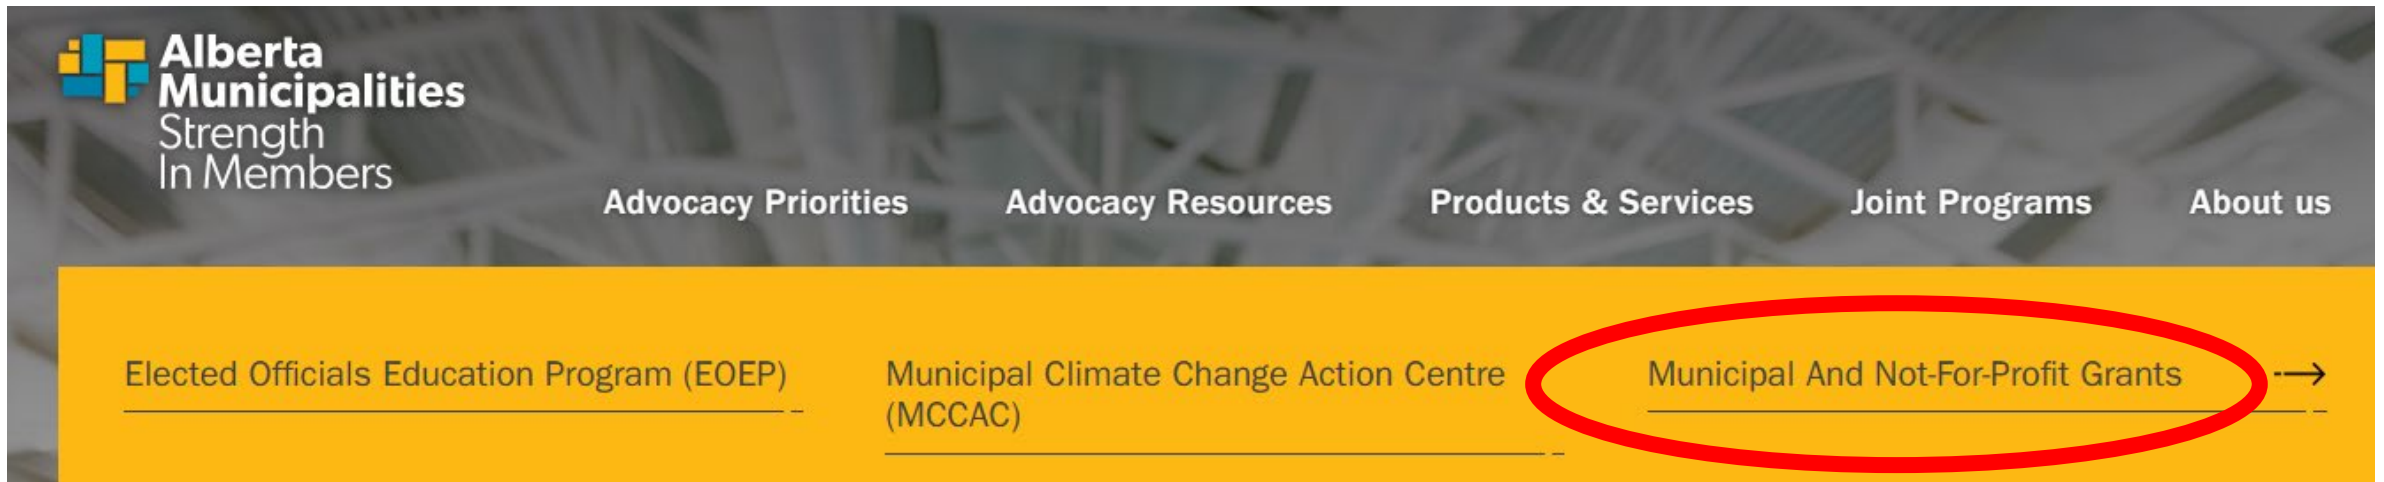 Alberta
Municipalities
Strength
In Members
Advocacy Priorities Advocacy Resources Products & Services Joint Programs About us
Elected Officials Education Program (EOEP)
Municipal Climate Change Action Centre
(MCCAC)
Municipal And Not-For-Profit Grants